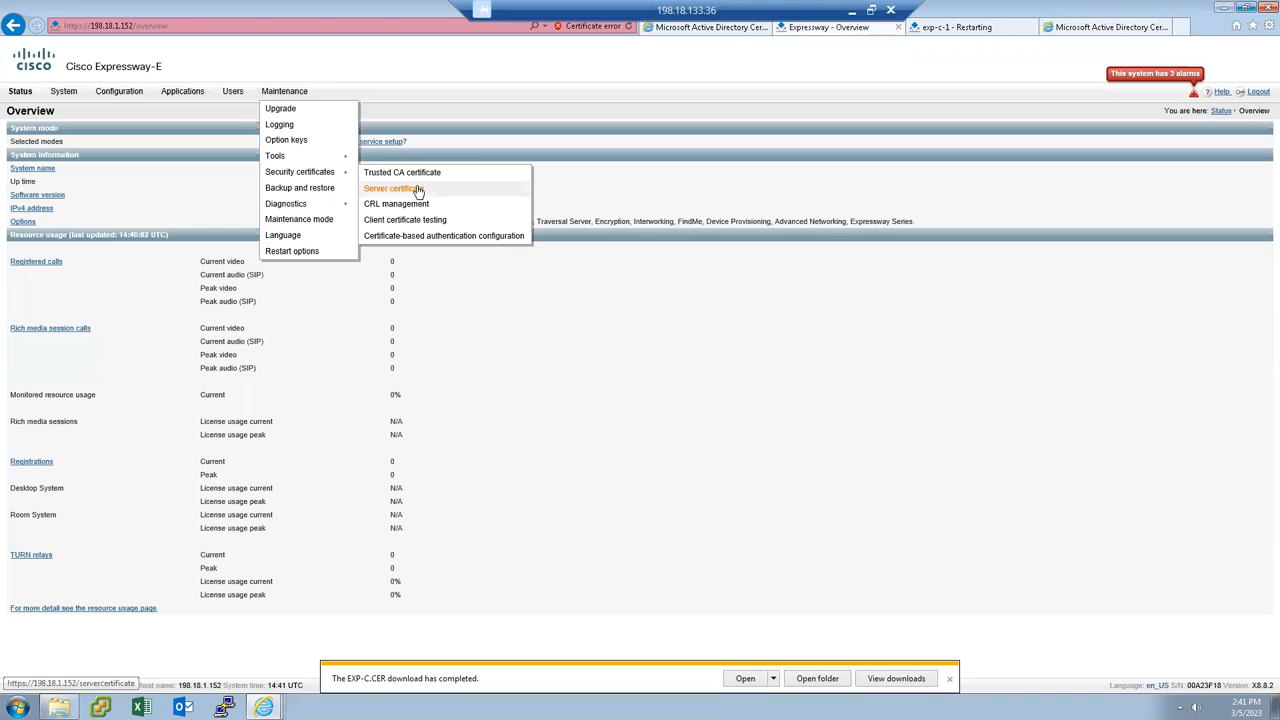 198.18.133.36
https://198.18.1.152/overview
Certificate error
Microsoft Active Directory Cer...
Expressway - Overview
exp-c-1 - Restarting
Microsoft Active Directory Cer...
CISCO
Cisco Expressway-E
This system has 3 alarms
Status System Configuration Applications Users Maintenance
Help Logout
Overview
You are here: Status Overview
Upgrade
Logging
Option keys
Tools
Security certificates
Backup and restore
Diagnostics
Maintenance mode
Language
Restart options
Trusted CA certificate
Server certificate
CRL management
Client certificate testing
Certificate-based authentication configuration
System mode
Selected modes
service setup?
System information
System name
Up time
Software version
IPv4 address
Options
, Traversal Server, Encryption, Interworking, FindMe, Device Provisioning, Advanced Networking, Expressway Series.
Resource usage (last updated: 14:40:02 UTC)
Registered calls Current video 0
Current audio (SIP) 0
Peak video 0
Peak audio (SIP) 0
Rich media session calls Current video 0
Current audio (SIP) 0
Peak video 0
Peak audio (SIP) 0
Monitored resource usage Current 0%
Rich media sessions License usage current N/A
License usage peak N/A
Registrations Current 0
Peak 0
Desktop System License usage current N/A
License usage peak N/A
Room System License usage current N/A
License usage peak N/A
TURN relays Current 0
Peak 0
License usage current 0%
License usage peak 0%
For more detail see the resource usage page
The EXP-C.CER download has completed.
Open Open folder View downloads
https://198.18.1.152/servercertificate
host name: 198.18.1.152 System time: 14:41 UTC
Language: en_US S/N: 00A23F18 Version: X8.8.2
2:41 PM
3/5/2023